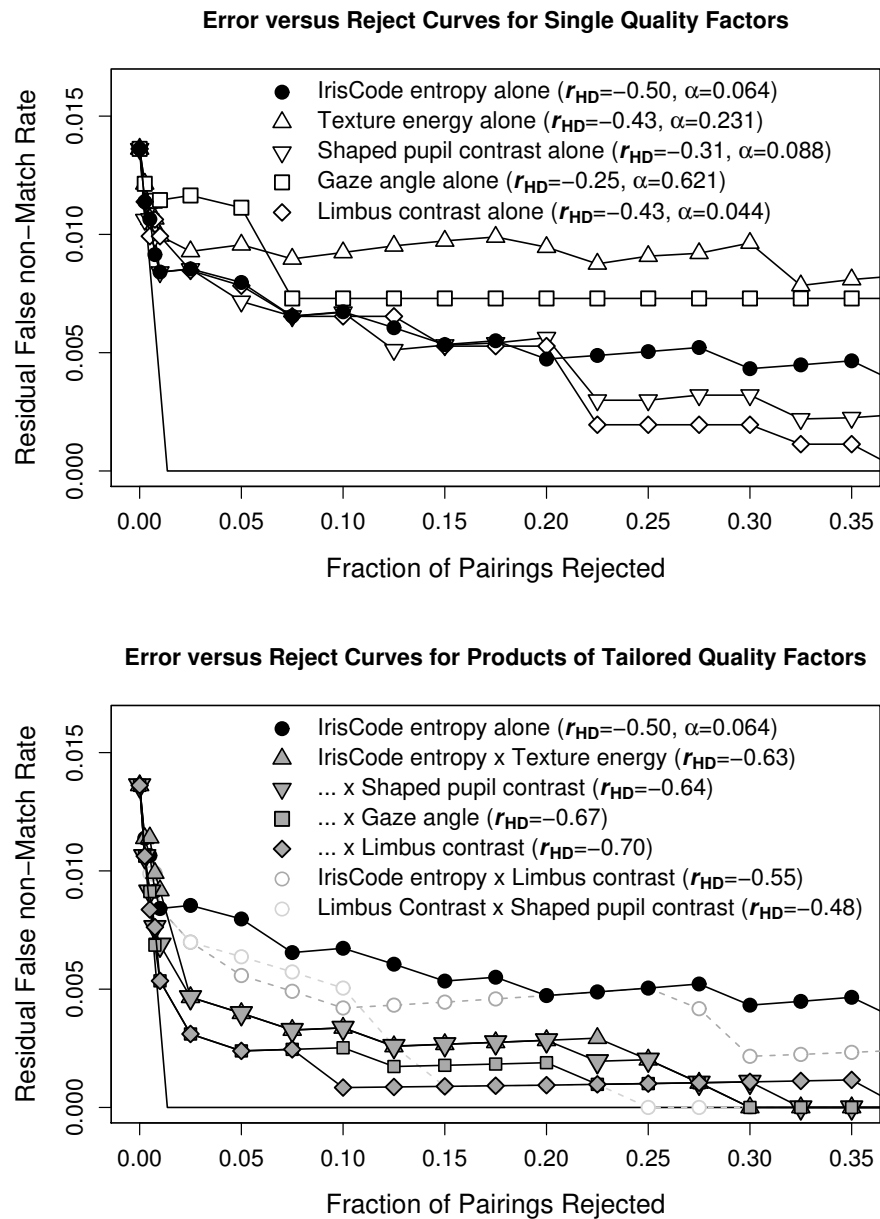 Error versus Reject Curves for Single Quality Factors
IrisCode entropy alone (rHD=−0.50, α=0.064)
Texture energy alone (rHD=−0.43, α=0.231)
Shaped pupil contrast alone (rHD=−0.31, α=0.088)
Gaze angle alone (rHD=−0.25, α=0.621)
Limbus contrast alone (rHD=−0.43, α=0.044)
Residual False non−Match Rate
0.015
0.010
0.005
0.000
0.00 0.05 0.10 0.15 0.20 0.25 0.30 0.35
Fraction of Pairings Rejected
Error versus Reject Curves for Products of Tailored Quality Factors
IrisCode entropy alone (rHD=−0.50, α=0.064)
IrisCode entropy x Texture energy (rHD=−0.63)
... x Shaped pupil contrast (rHD=−0.64)
... x Gaze angle (rHD=−0.67)
... x Limbus contrast (rHD=−0.70)
IrisCode entropy x Limbus contrast (rHD=−0.55)
Limbus Contrast x Shaped pupil contrast (rHD=−0.48)
Residual False non−Match Rate
0.015
0.010
0.005
0.000
0.00 0.05 0.10 0.15 0.20 0.25 0.30 0.35
Fraction of Pairings Rejected